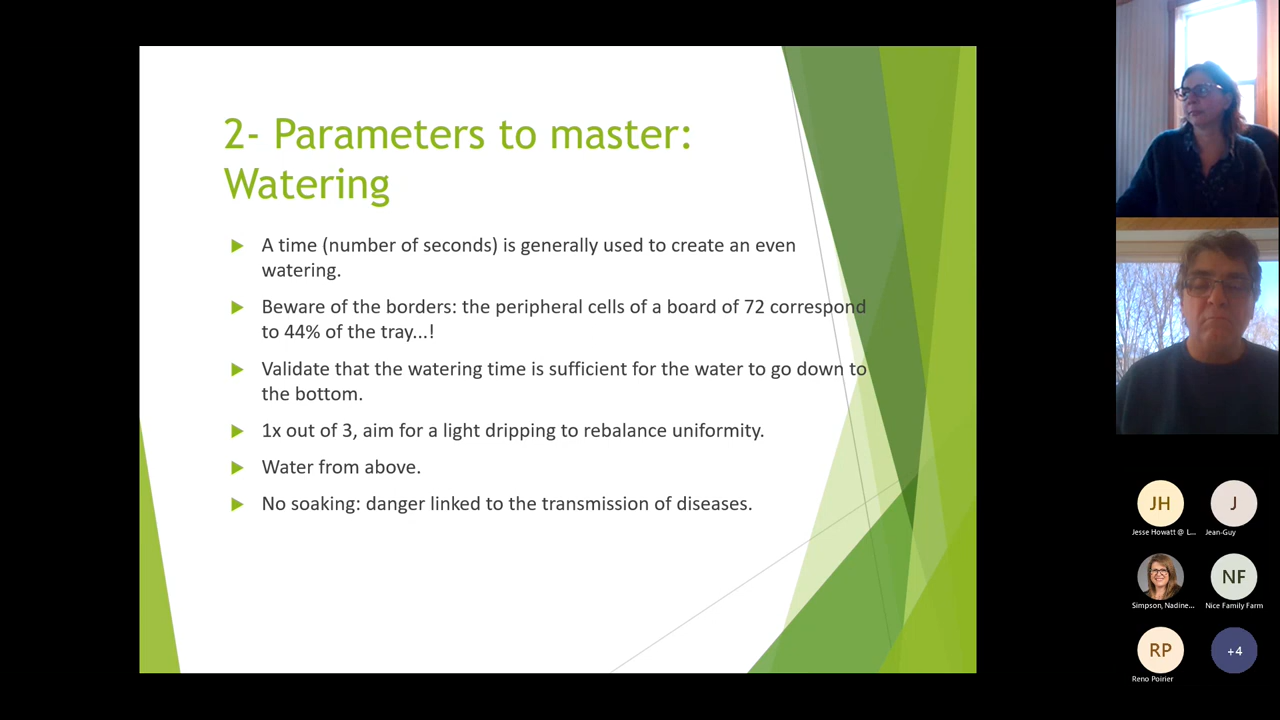 2- Parameters to master:
Watering
A time (number of seconds) is generally used to create an even
watering.
Beware of the borders: the peripheral cells of a board of 72 correspond
to 44% of the tray...!
Validate that the watering time is sufficient for the water to go down to
the bottom.
1x out of 3, aim for a light dripping to rebalance uniformity.
Water from above.
No soaking: danger linked to the transmission of diseases.
JH
J
Jesse Howatt @ L...
Jean-Guy
NF
Simpson, Nadine...
Nice Family Farm
RP
+4
Reno Poirier